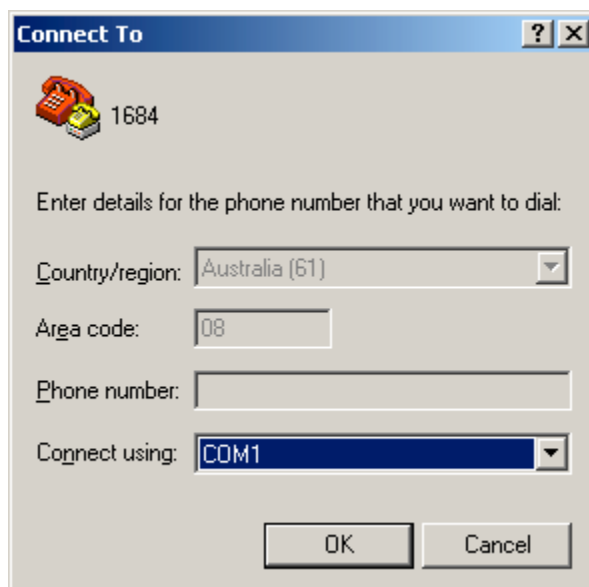 Connect To
1684
Enter details for the phone number that you want to dial:
Country/region: Australia (61)
Area code: 08
Phone number:
Connect using: COM1
OK Cancel